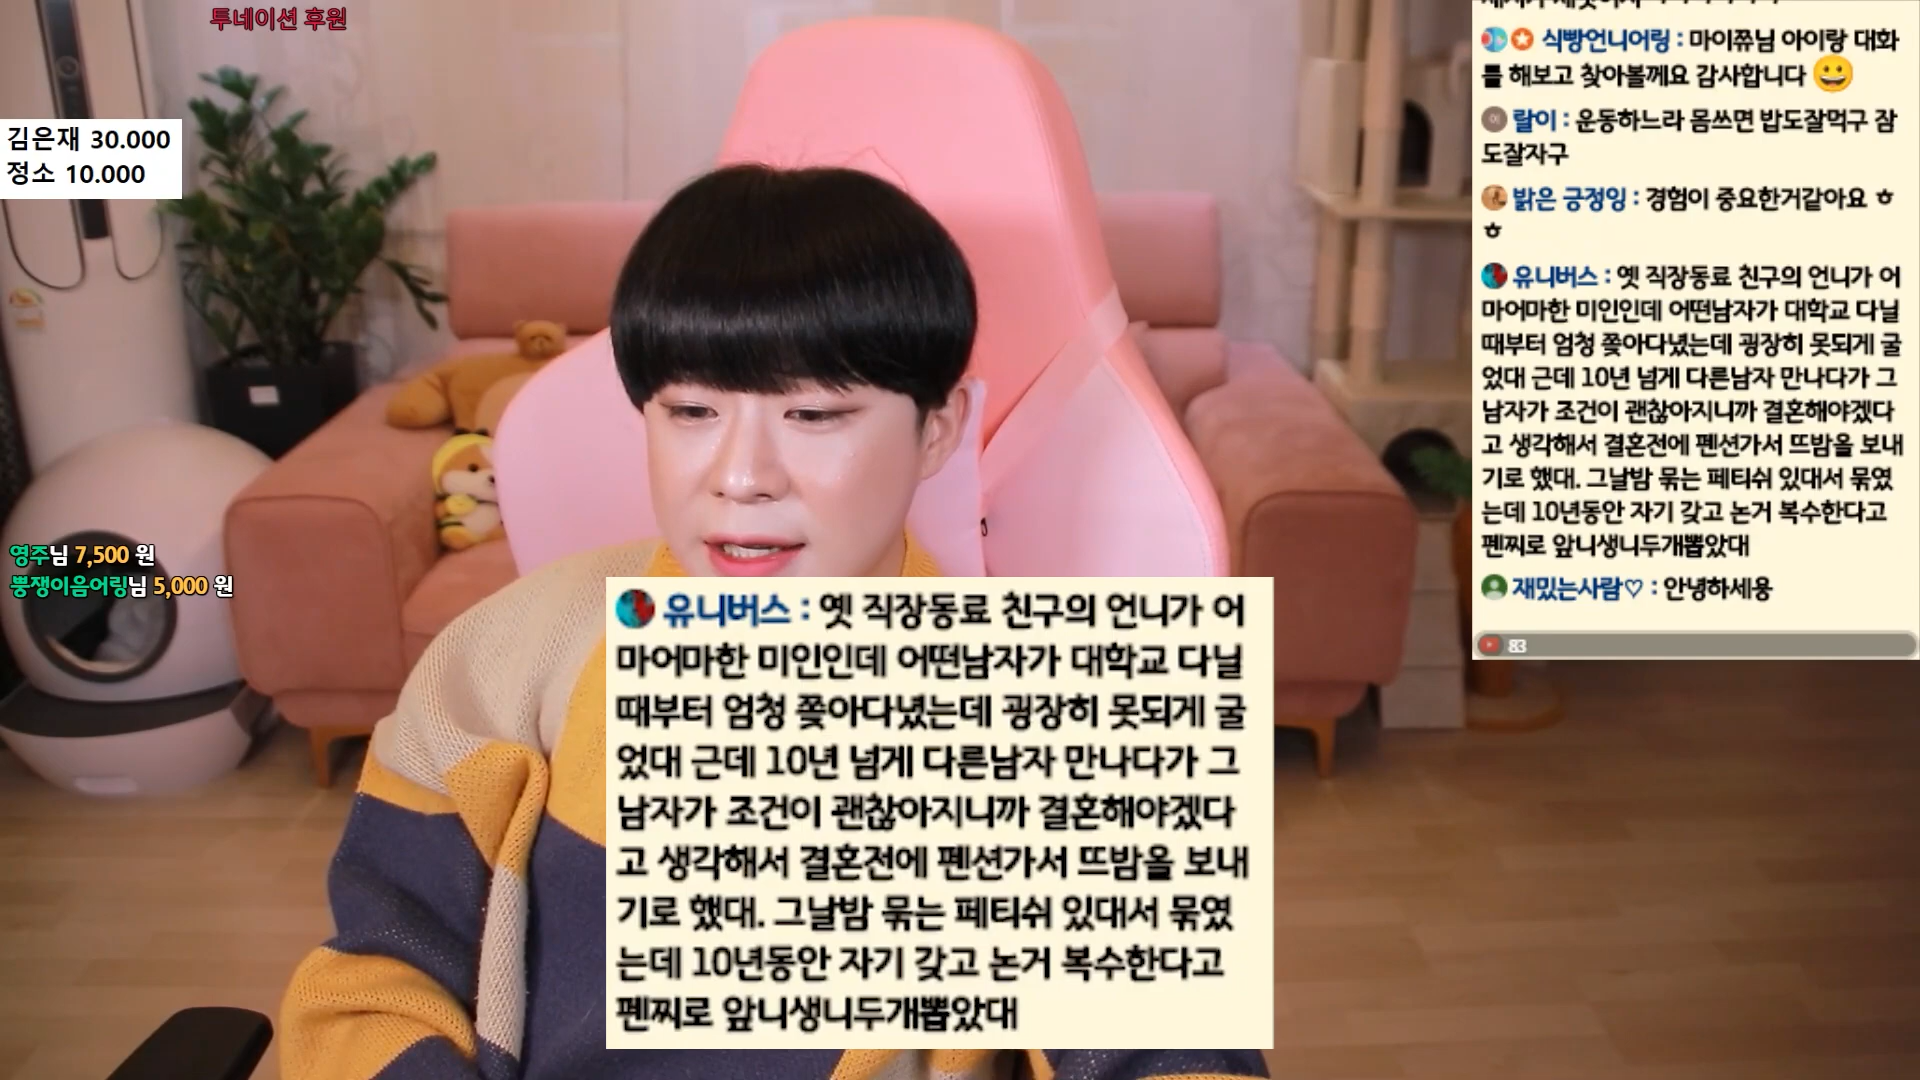 투네이션 후원
김은재 30.000
정소 10.000
영주님 7,500 원
뿡쟁이음어링님 5,000 원
식빵언니어링 : 마이쮸님 아이랑 대화
를 해보고 찾아볼께요 감사합니다 😀
랄이 : 운동하느라 몸쓰면 밥도잘먹구 잠
도잘자구
밝은 긍정잉 : 경험이 중요한거같아요 ㅎ
ㅎ
유니버스 : 옛 직장동료 친구의 언니가 어
마어마한 미인인데 어떤남자가 대학교 다닐
때부터 엄청 쫒아다녔는데 굉장히 못되게 굴
었대 근데 10년 넘게 다른남자 만나다가 그
남자가 조건이 괜찮아지니까 결혼해야겠다
고 생각해서 결혼전에 펜션가서 뜨밤을 보내
기로 했대. 그날밤 묶는 페티쉬 있대서 묶였
는데 10년동안 자기 갖고 논거 복수한다고
펜찌로 앞니생니두개뽑았대
재밌는사람♡ : 안녕하세용
83
유니버스 : 옛 직장동료 친구의 언니가 어
마어마한 미인인데 어떤남자가 대학교 다닐
때부터 엄청 쫒아다녔는데 굉장히 못되게 굴
었대 근데 10년 넘게 다른남자 만나다가 그
남자가 조건이 괜찮아지니까 결혼해야겠다
고 생각해서 결혼전에 펜션가서 뜨밤을 보내
기로 했대. 그날밤 묶는 페티쉬 있대서 묶였
는데 10년동안 자기 갖고 논거 복수한다고
펜찌로 앞니생니두개뽑았대